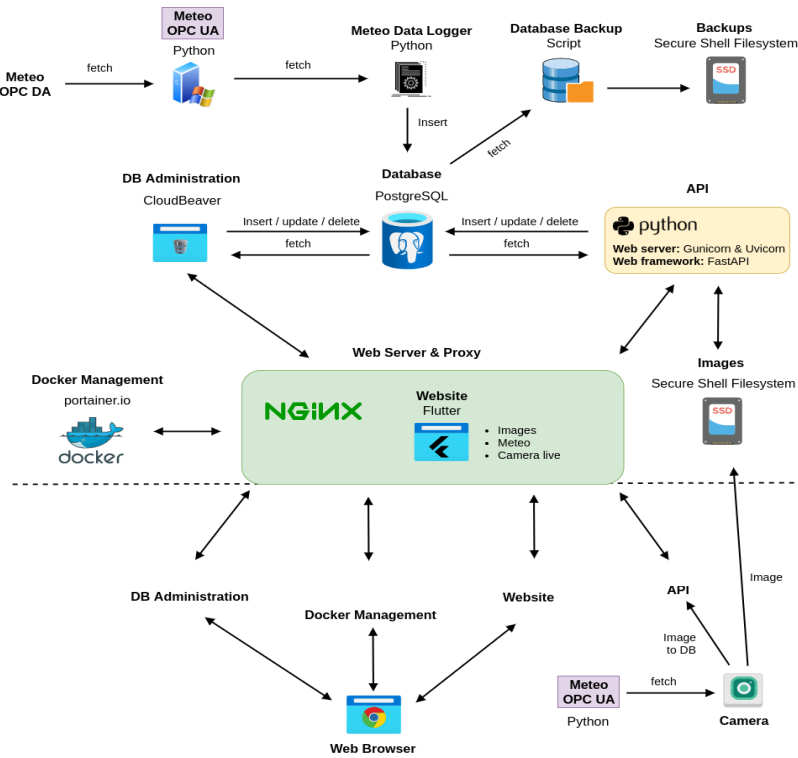 Meteo
OPC UA
Python
Meteo Data Logger
Python
Database Backup
Script
Backups
Secure Shell Filesystem
SSD
fetch
fetch
Meteo
OPC DA
Insert
fetch
Database
PostgreSQL
DB Administration
CloudBeaver
API
Insert / update / delete
fetch
Insert / update / delete
fetch
python
Web server: Gunicorn & Uvicorn
Web framework: FastAPI
Web Server & Proxy
Images
Secure Shell Filesystem
SSD
Docker Management
portainer.io
docker
NGiNX
Website
Flutter
• Images
• Meteo
• Camera live
DB Administration
Docker Management
Website
API
Image
Image
to DB
Meteo
OPC UA
Python
fetch
Camera
Web Browser